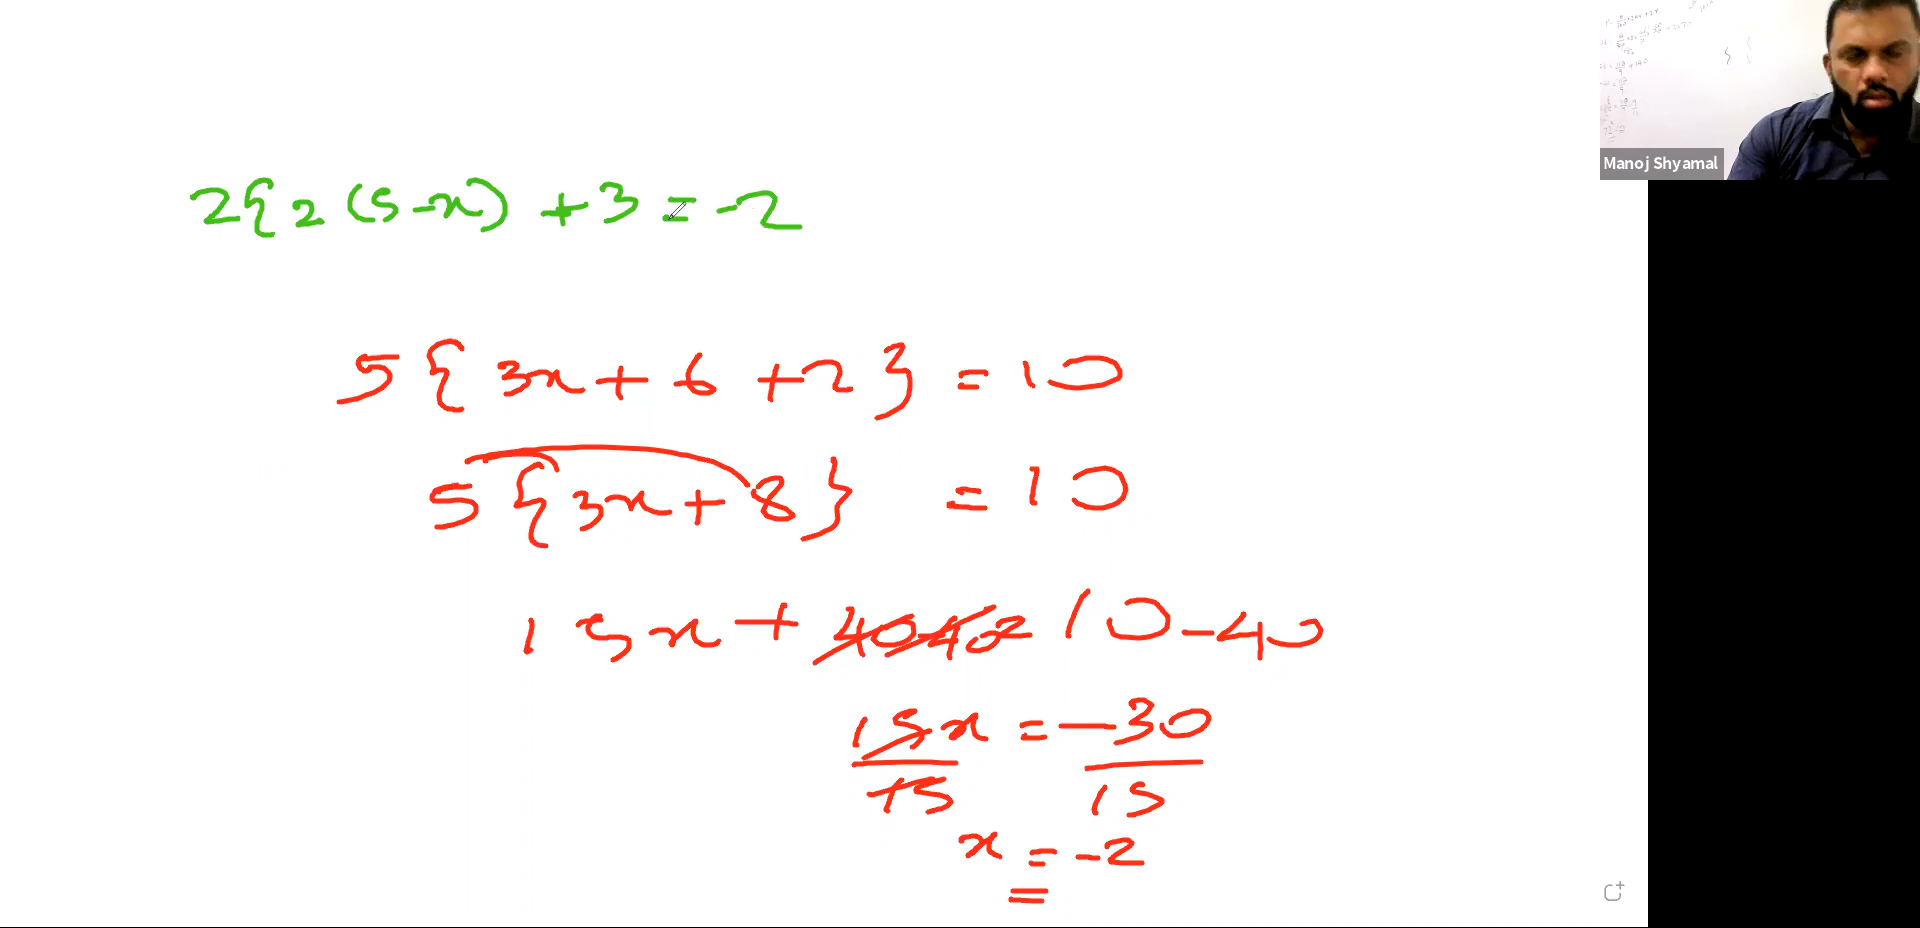 2{2(5-x) +3 = -2
5{3x+6+2} = 10
5{3x+8} = 10
15x + 40-40= 10-40
15x = -30
15 15
x = -2
Manoj Shyamal